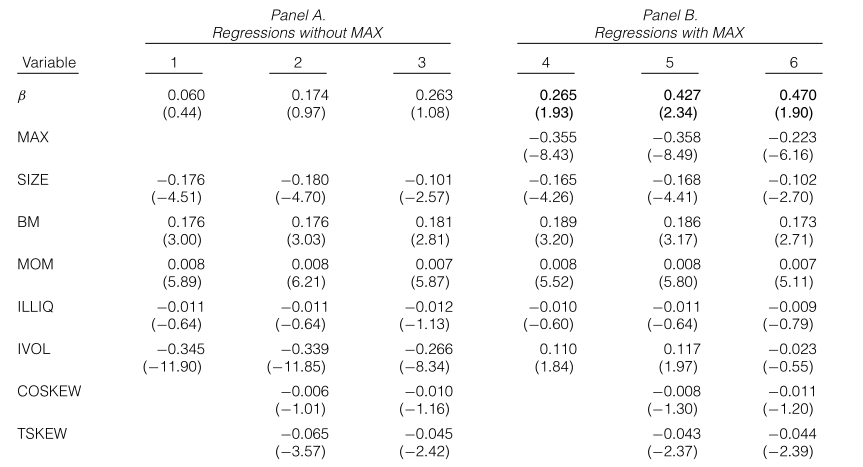 Panel A. Panel B.
Regressions without MAX Regressions with MAX
Variable 1 2 3 4 5 6
β 0.060 0.174 0.263 0.265 0.427 0.470
(0.44) (0.97) (1.08) (1.93) (2.34) (1.90)
MAX −0.355 −0.358 −0.223
(−8.43) (−8.49) (−6.16)
SIZE −0.176 −0.180 −0.101 −0.165 −0.168 −0.102
(−4.51) (−4.70) (−2.57) (−4.26) (−4.41) (−2.70)
BM 0.176 0.176 0.181 0.189 0.186 0.173
(3.00) (3.03) (2.81) (3.20) (3.17) (2.71)
MOM 0.008 0.008 0.007 0.008 0.008 0.007
(5.89) (6.21) (5.87) (5.52) (5.80) (5.11)
ILLIQ −0.011 −0.011 −0.012 −0.010 −0.011 −0.009
(−0.64) (−0.64) (−1.13) (−0.60) (−0.64) (−0.79)
IVOL −0.345 −0.339 −0.266 0.110 0.117 −0.023
(−11.90) (−11.85) (−8.34) (1.84) (1.97) (−0.55)
COSKEW −0.006 −0.010 −0.008 −0.011
(−1.01) (−1.16) (−1.30) (−1.20)
TSKEW −0.065 −0.045 −0.043 −0.044
(−3.57) (−2.42) (−2.37) (−2.39)